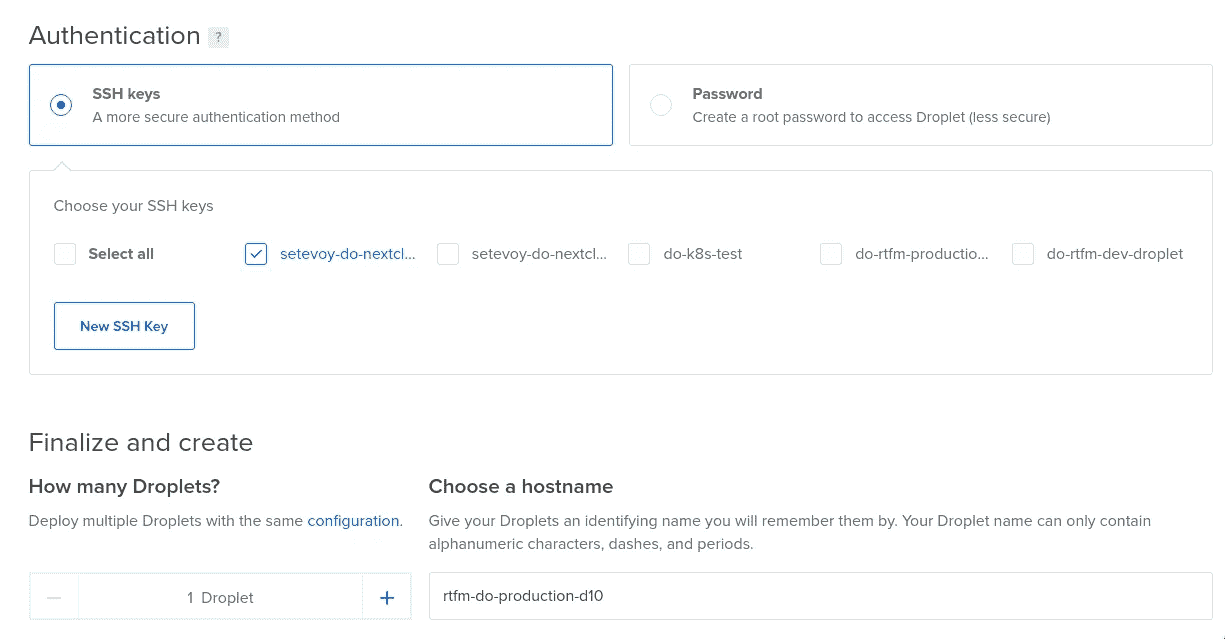 Authentication ?
SSH keys
A more secure authentication method
Password
Create a root password to access Droplet (less secure)
Choose your SSH keys
Select all
setevoy-do-nextcl...
setevoy-do-nextcl...
do-k8s-test
do-rtfm-productio...
do-rtfm-dev-droplet
New SSH Key
Finalize and create
How many Droplets?
Deploy multiple Droplets with the same configuration.
1 Droplet
Choose a hostname
Give your Droplets an identifying name you will remember them by. Your Droplet name can only contain
alphanumeric characters, dashes, and periods.
rtfm-do-production-d10